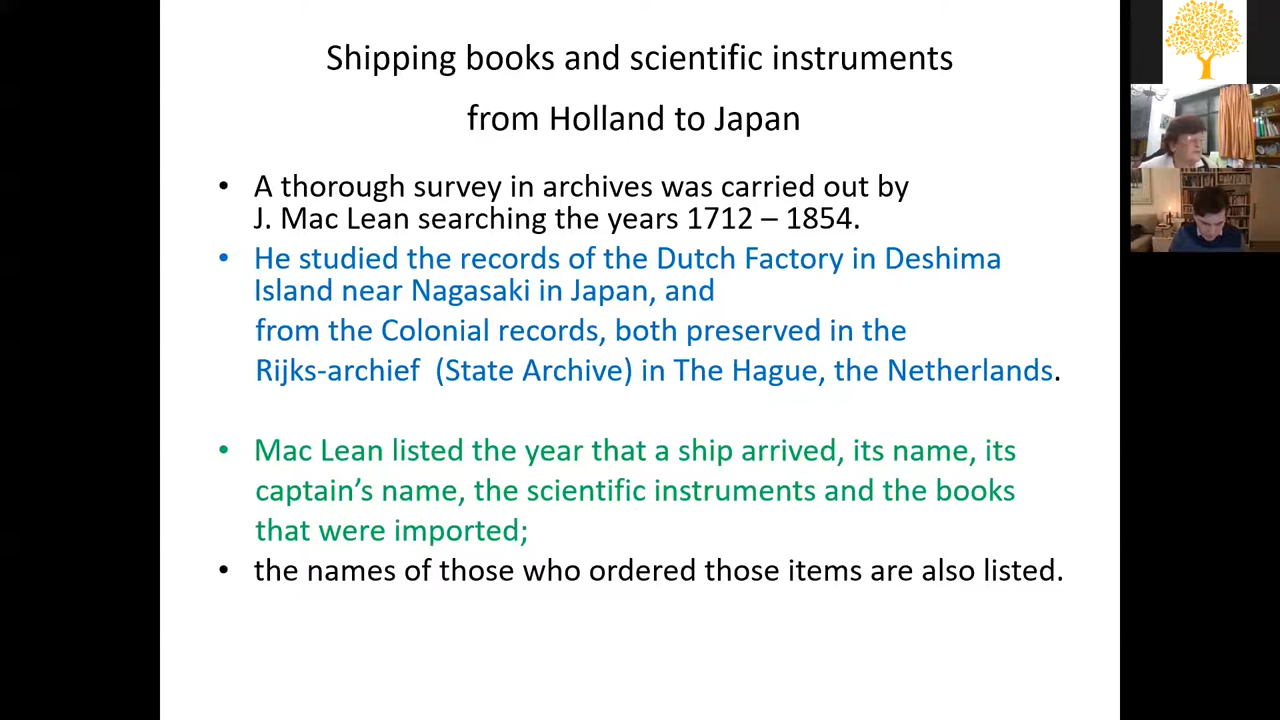 Shipping books and scientific instruments
from Holland to Japan
• A thorough survey in archives was carried out by
J. Mac Lean searching the years 1712 – 1854.
• He studied the records of the Dutch Factory in Deshima
Island near Nagasaki in Japan, and
from the Colonial records, both preserved in the
Rijks-archief (State Archive) in The Hague, the Netherlands.
• Mac Lean listed the year that a ship arrived, its name, its
captain’s name, the scientific instruments and the books
that were imported;
• the names of those who ordered those items are also listed.